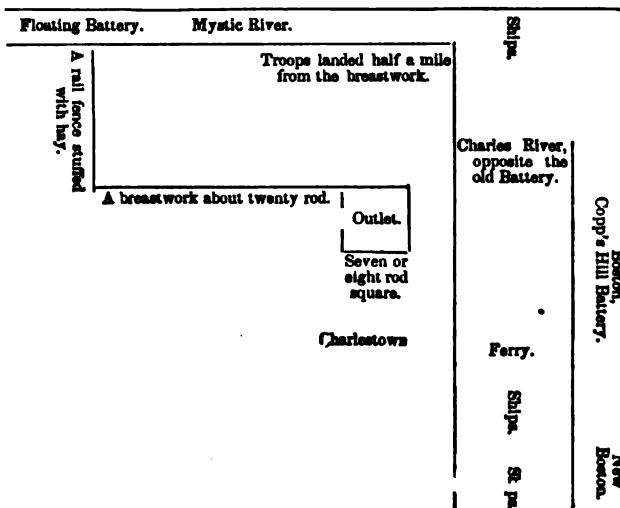 Floating Battery. Mystic River.
Ships.
A rail fence stuffed
with hay.
Troops landed half a mile
from the breastwork.
Charles River,
opposite the
old Battery.
A breastwork about twenty rod.
Outlet.
Seven or
eight rod
square.
Boston,
Copp's Hill Battery.
Charlestown
Ferry.
Ships.
New
Boston.
St pa